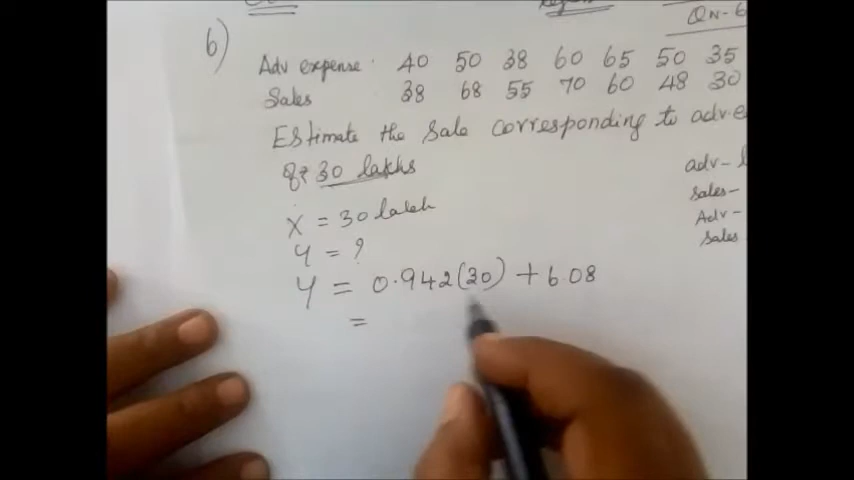 QN-6
6)
Adv expense 40 50 38 60 65 50 35
Sales 38 68 55 70 60 48 30
Estimate the Sale corresponding to adv.e
of ₹ 30 lakhs
adv-
Sales-
Adv-
Sales
X = 30 lakh
Y = ?
Y = 0.942(30) + 6.08
=